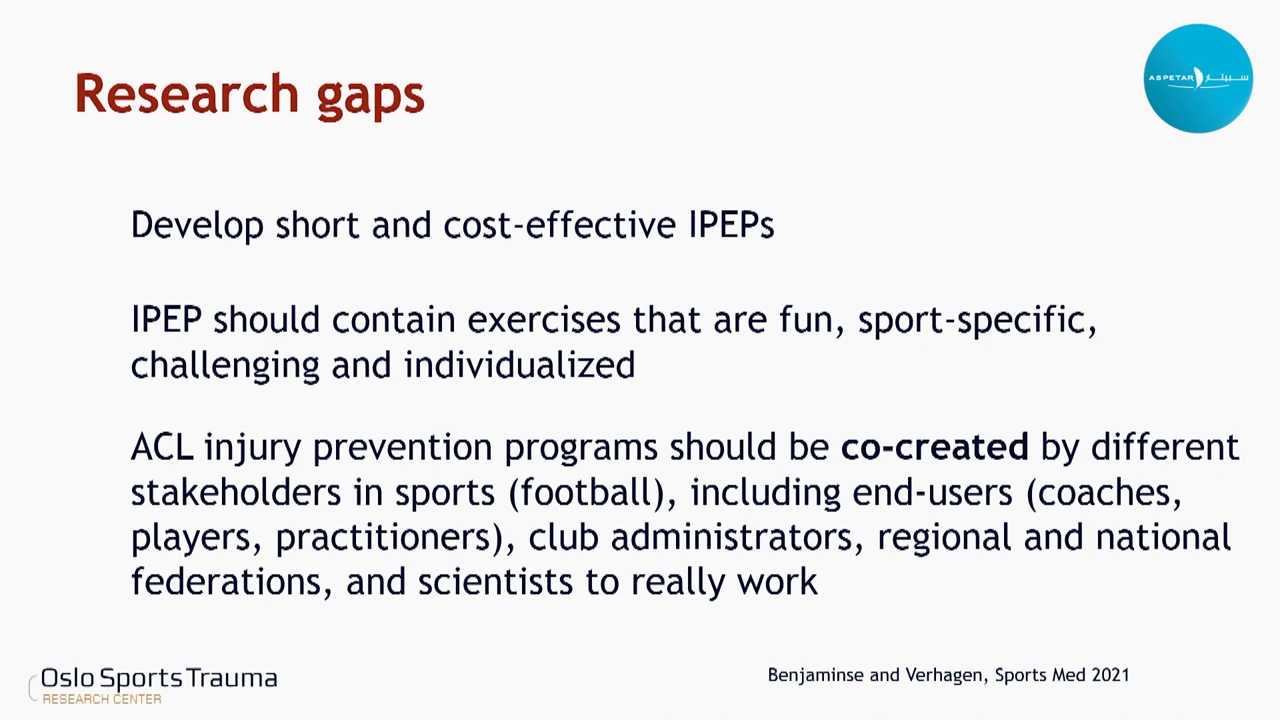 Research gaps
ASPETAR سبيتار
Develop short and cost-effective IPEPs
IPEP should contain exercises that are fun, sport-specific,
challenging and individualized
ACL injury prevention programs should be co-created by different
stakeholders in sports (football), including end-users (coaches,
players, practitioners), club administrators, regional and national
federations, and scientists to really work
Oslo Sports Trauma
RESEARCH CENTER
Benjaminse and Verhagen, Sports Med 2021